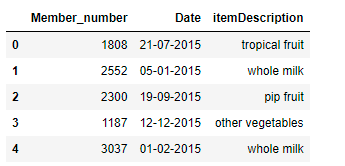 Member_number Date itemDescription
0 1808 21-07-2015 tropical fruit
1 2552 05-01-2015 whole milk
2 2300 19-09-2015 pip fruit
3 1187 12-12-2015 other vegetables
4 3037 01-02-2015 whole milk